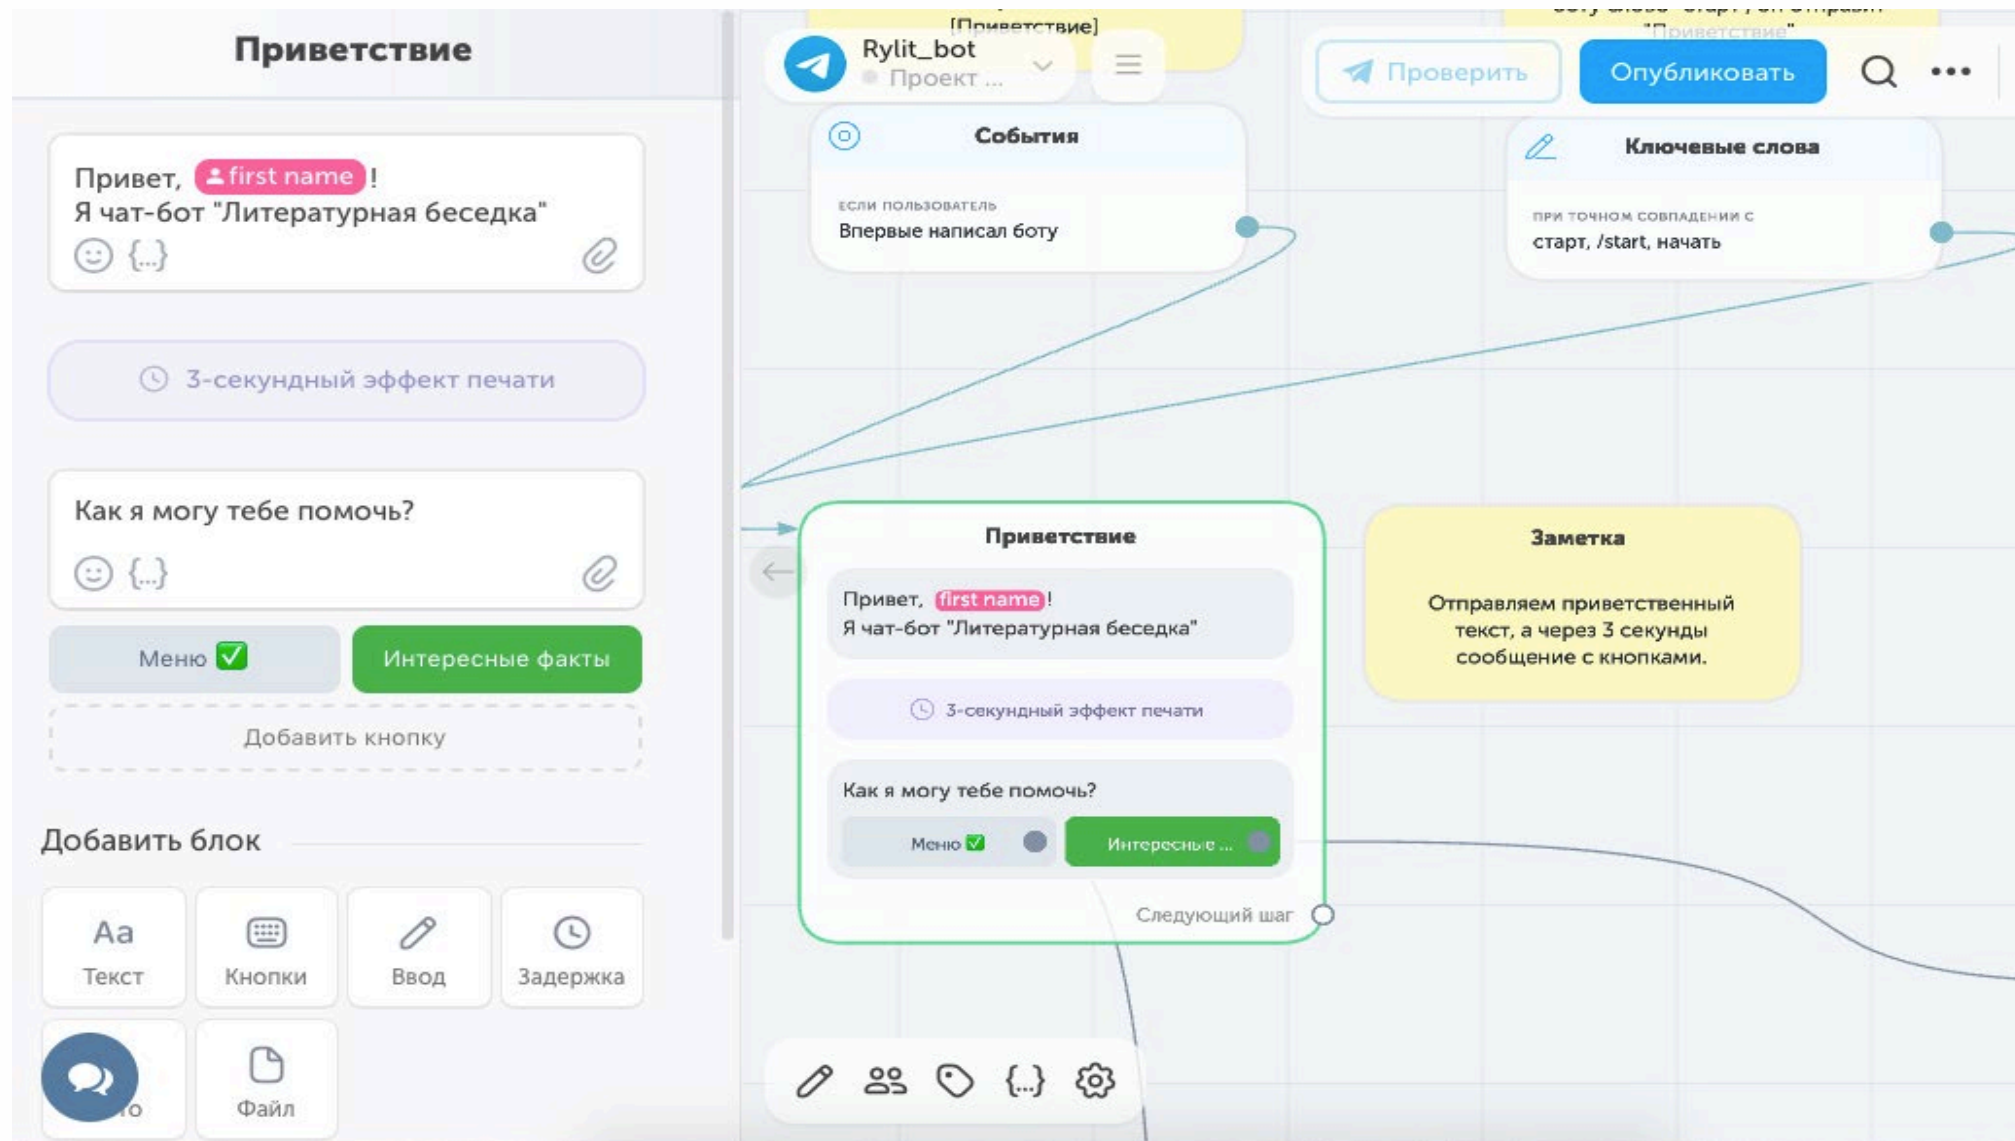 Приветствие
Привет, first name !
Я чат-бот "Литературная беседка"
{...}
3-секундный эффект печати
Как я могу тебе помочь?
{...}
Меню ✅
Интересные факты
Добавить кнопку
Добавить блок
Aa
Текст
Кнопки
Ввод
Задержка
Файл
[Приветствие]
"Приветствие"
Rylit_bot
Проект ...
Проверить
Опубликовать
События
ЕСЛИ ПОЛЬЗОВАТЕЛЬ
Впервые написал боту
Ключевые слова
ПРИ ТОЧНОМ СОВПАДЕНИИ С
старт, /start, начать
Приветствие
Привет, first name !
Я чат-бот "Литературная беседка"
3-секундный эффект печати
Как я могу тебе помочь?
Меню ✅
Интересные ...
Следующий шаг
Заметка
Отправляем приветственный
текст, а через 3 секунды
сообщение с кнопками.
{...}